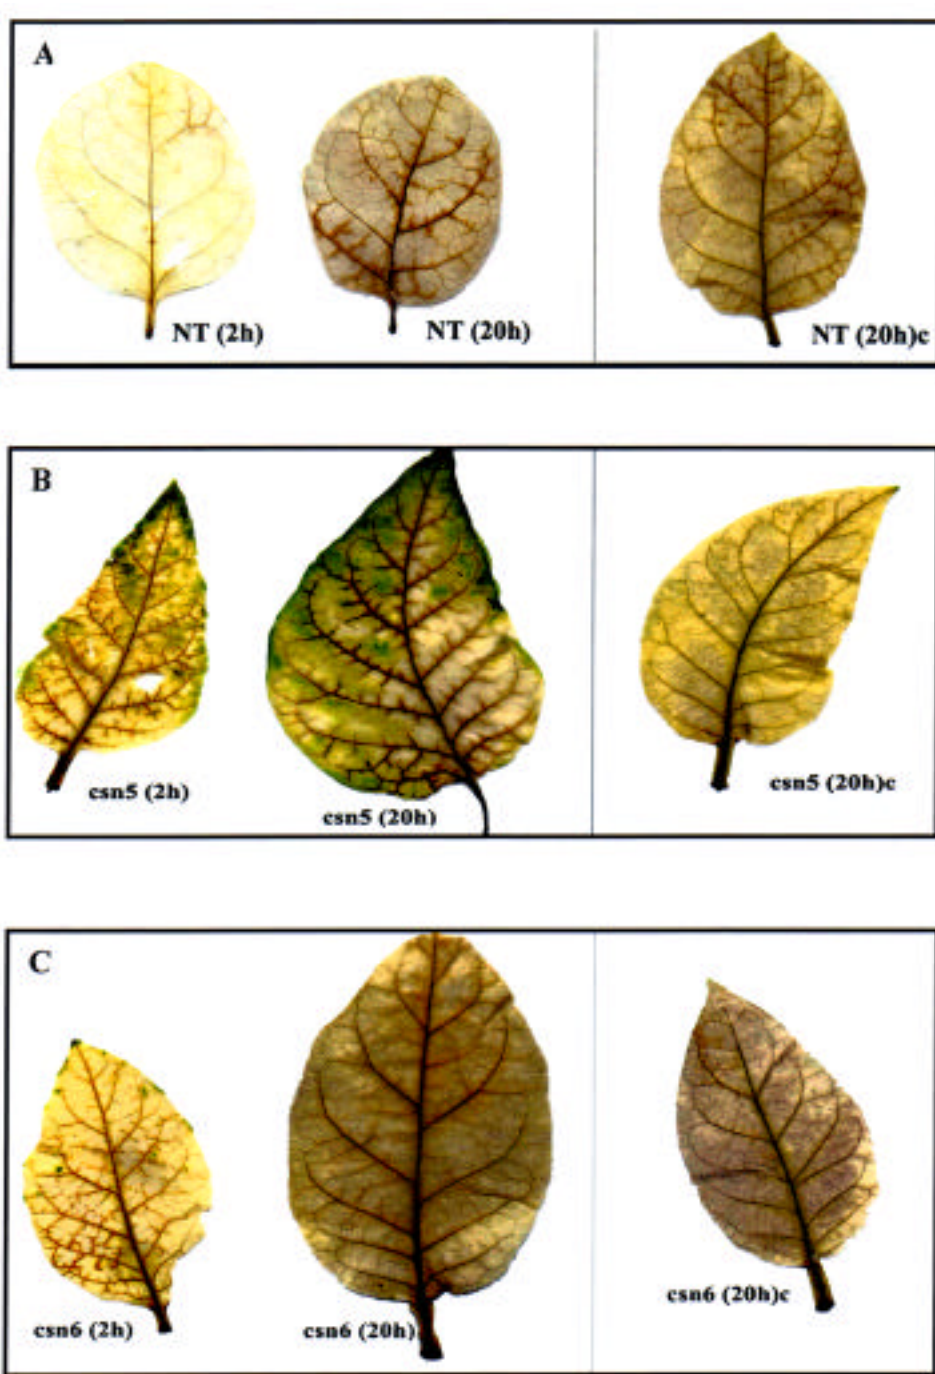 A
NT (2h)
NT (20h)
NT (20h)c
B
csn5 (2h)
csn5 (20h)
csn5 (20h)c
C
csn6 (2h)
csn6 (20h)
csn6 (20h)c